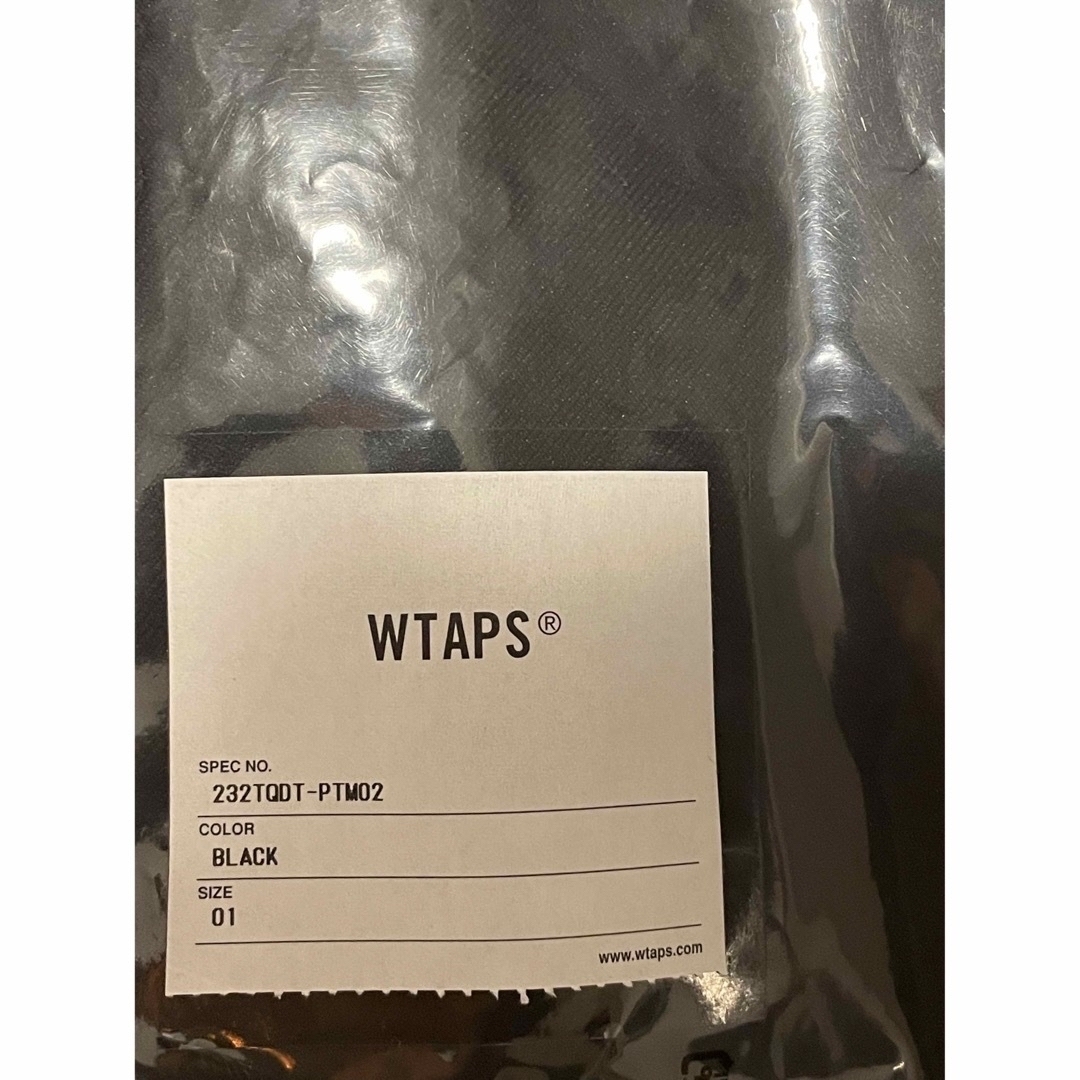 WTAPS®
SPEC NO.
232TQDT-PTM02
COLOR
BLACK
SIZE
01
www.wtaps.com